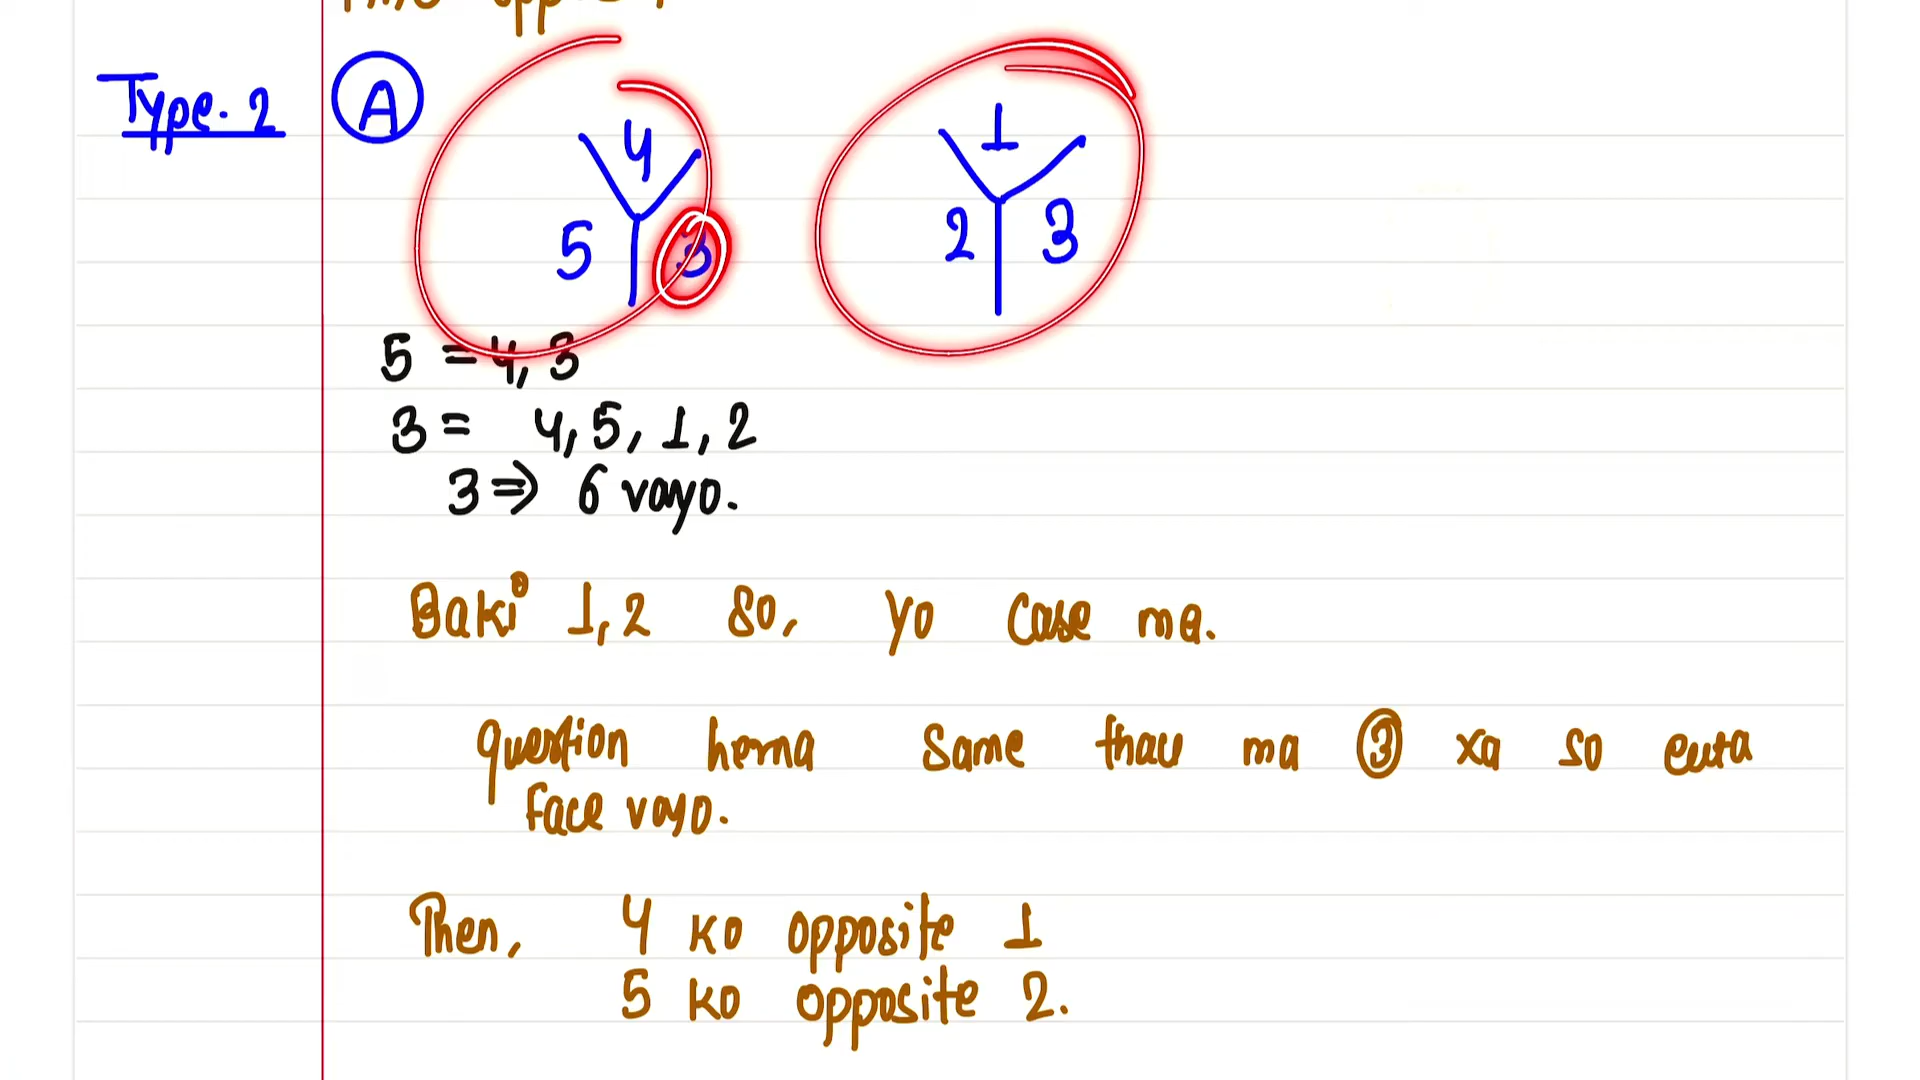 Type. 2 A
4
5 3
1
2 3
5 = 4, 3
3 = 4, 5, 1, 2
3 ⇒ 6 vayo.
Baki 1, 2 so, yo case ma.
question herna same thau ma ③ xa so euta
face vayo.
Then, 4 ko opposite 1
5 ko opposite 2.